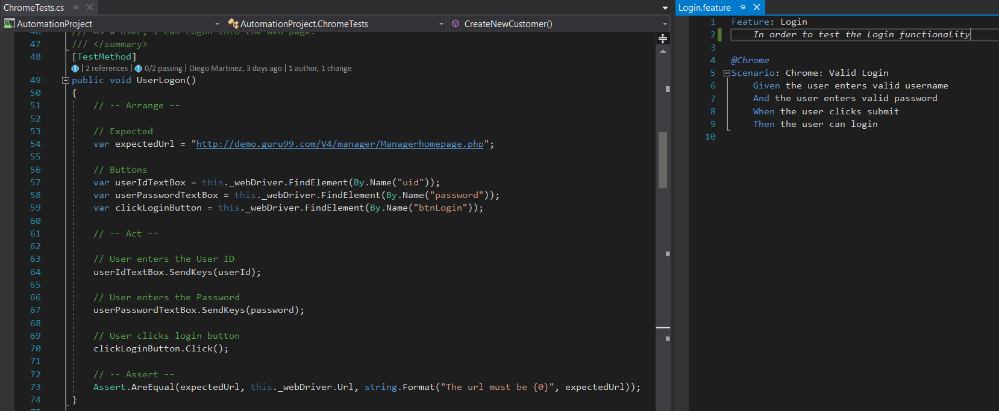 ChromeTests.cs
AutomationProject
AutomationProject.ChromeTests
CreateNewCustomer()
46 /// As a User, I can Logon into the web page.
47 /// </summary>
48 [TestMethod]
2 references | 0/2 passing | Diego Martinez, 3 days ago | 1 author, 1 change
49 public void UserLogon()
50 {
51 // -- Arrange --
52
53 // Expected
54 var expectedUrl = "http://demo.guru99.com/V4/manager/Managerhomepage.php";
55
56 // Buttons
57 var userIdTextBox = this._webDriver.FindElement(By.Name("uid"));
58 var userPasswordTextBox = this._webDriver.FindElement(By.Name("password"));
59 var clickLoginButton = this._webDriver.FindElement(By.Name("btnLogin"));
60
61 // -- Act --
62
63 // User enters the User ID
64 userIdTextBox.SendKeys(userId);
65
66 // User enters the Password
67 userPasswordTextBox.SendKeys(password);
68
69 // User clicks login button
70 clickLoginButton.Click();
71
72 // -- Assert --
73 Assert.AreEqual(expectedUrl, this._webDriver.Url, string.Format("The url must be {0}", expectedUrl));
74 }
75
Login.feature
1 Feature: Login
2 In order to test the Login functionality
3
4 @Chrome
5 Scenario: Chrome: Valid Login
6 Given the user enters valid username
7 And the user enters valid password
8 When the user clicks submit
9 Then the user can login
10